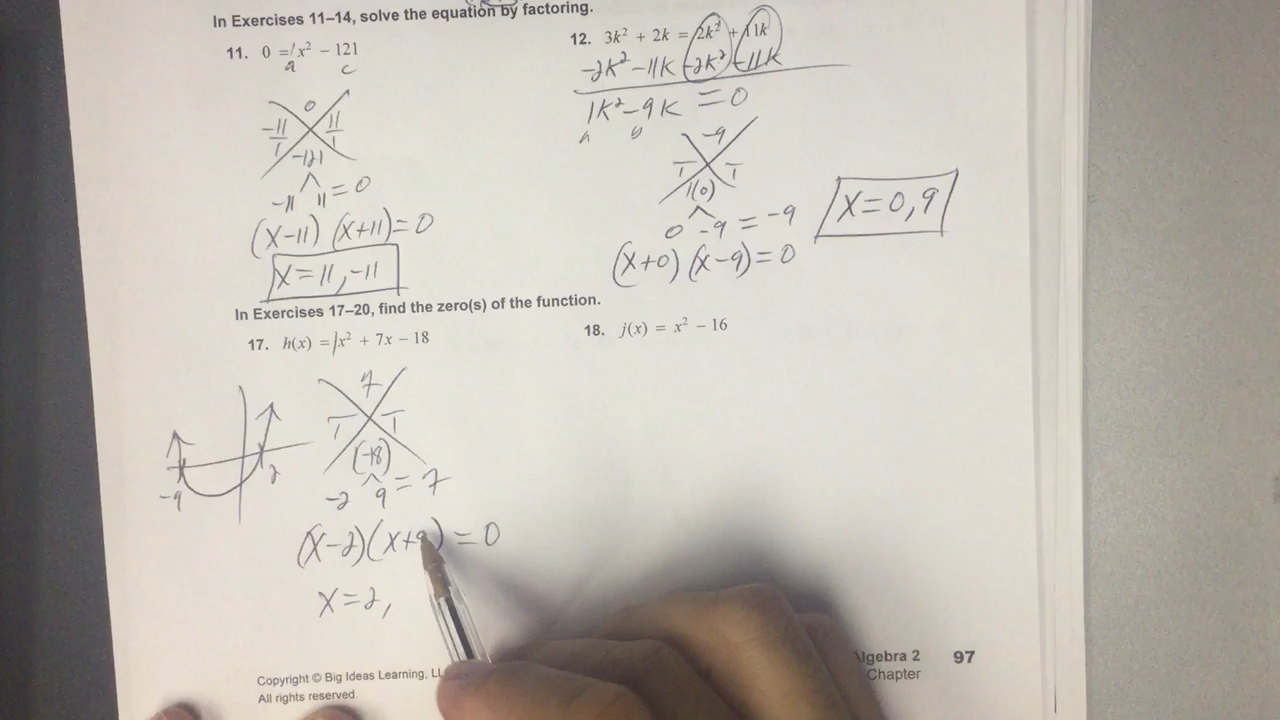 In Exercises 11–14, solve the equation by factoring.
11. 0 = 1x² − 121
a c
0
-11/1 11/1
-121
-11 11 = 0
(x-11) (x+11) = 0
x = 11, -11
12. 3k² + 2k = 2k² + 11k
-2k² -11k -2k² -11k
1k² - 9k = 0
a b
-9
1 1
1(0)
0 -9 = -9
(x+0) (x-9) = 0
x = 0, 9
In Exercises 17–20, find the zero(s) of the function.
17. h(x) = 1x² + 7x − 18
7
1 1
(-18)
-2 9 = 7
-9 2
(x-2)(x+9) = 0
x = 2,
18. j(x) = x² − 16
Copyright © Big Ideas Learning,
All rights reserved.
Algebra 2 97
Chapter